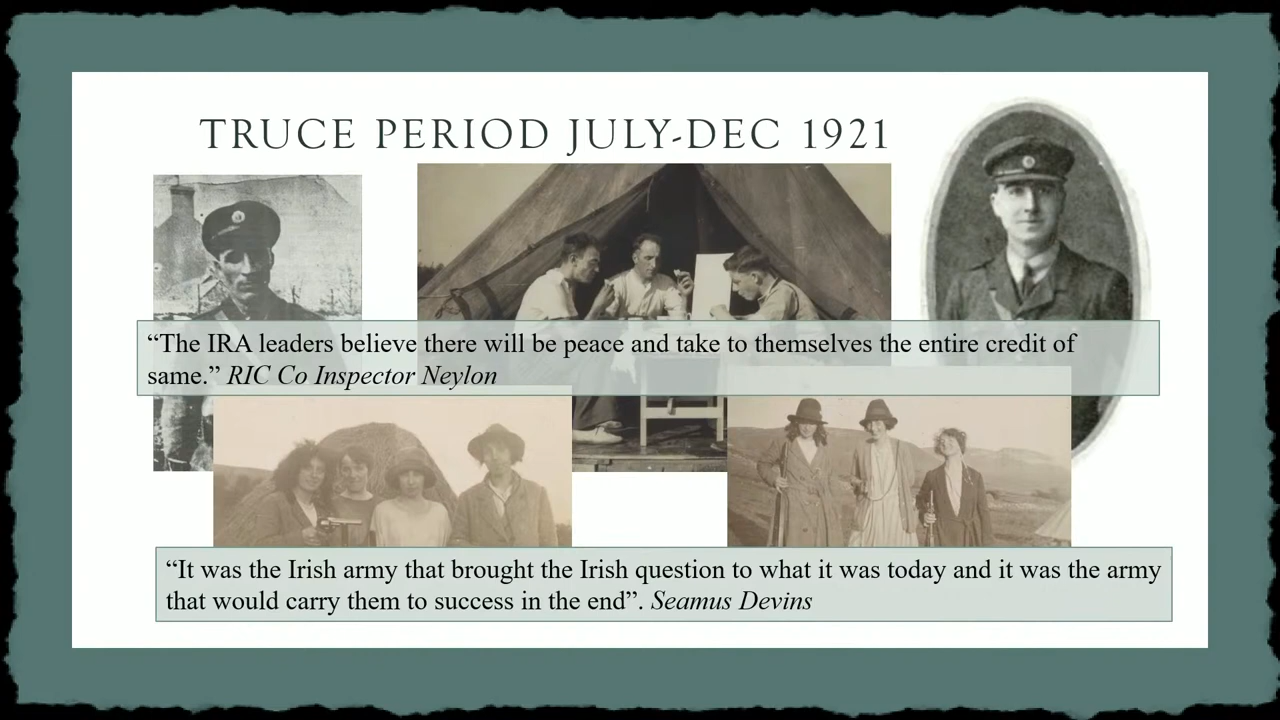 TRUCE PERIOD JULY-DEC 1921
“The IRA leaders believe there will be peace and take to themselves the entire credit of
same.” RIC Co Inspector Neylon
“It was the Irish army that brought the Irish question to what it was today and it was the army
that would carry them to success in the end”. Seamus Devins